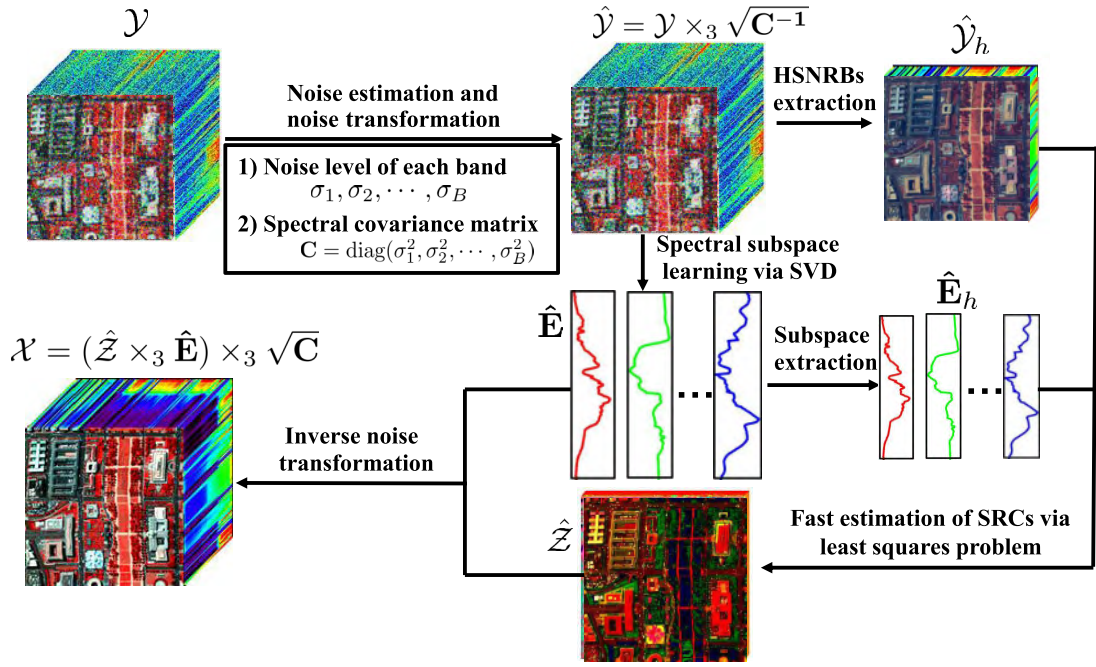 𝒴
Noise estimation and
noise transformation
1) Noise level of each band
σ₁, σ₂, ⋯ , σ_B
2) Spectral covariance matrix
C = diag(σ₁², σ₂², ⋯ , σ_B²)
𝒴̂ = 𝒴 ×₃ √(C⁻¹)
HSNRBs
extraction
𝒴̂_h
Spectral subspace
learning via SVD
Ê
Subspace
extraction
Ê_h
𝒳 = (𝒵̂ ×₃ Ê) ×₃ √C
Inverse noise
transformation
𝒵̂
Fast estimation of SRCs via
least squares problem